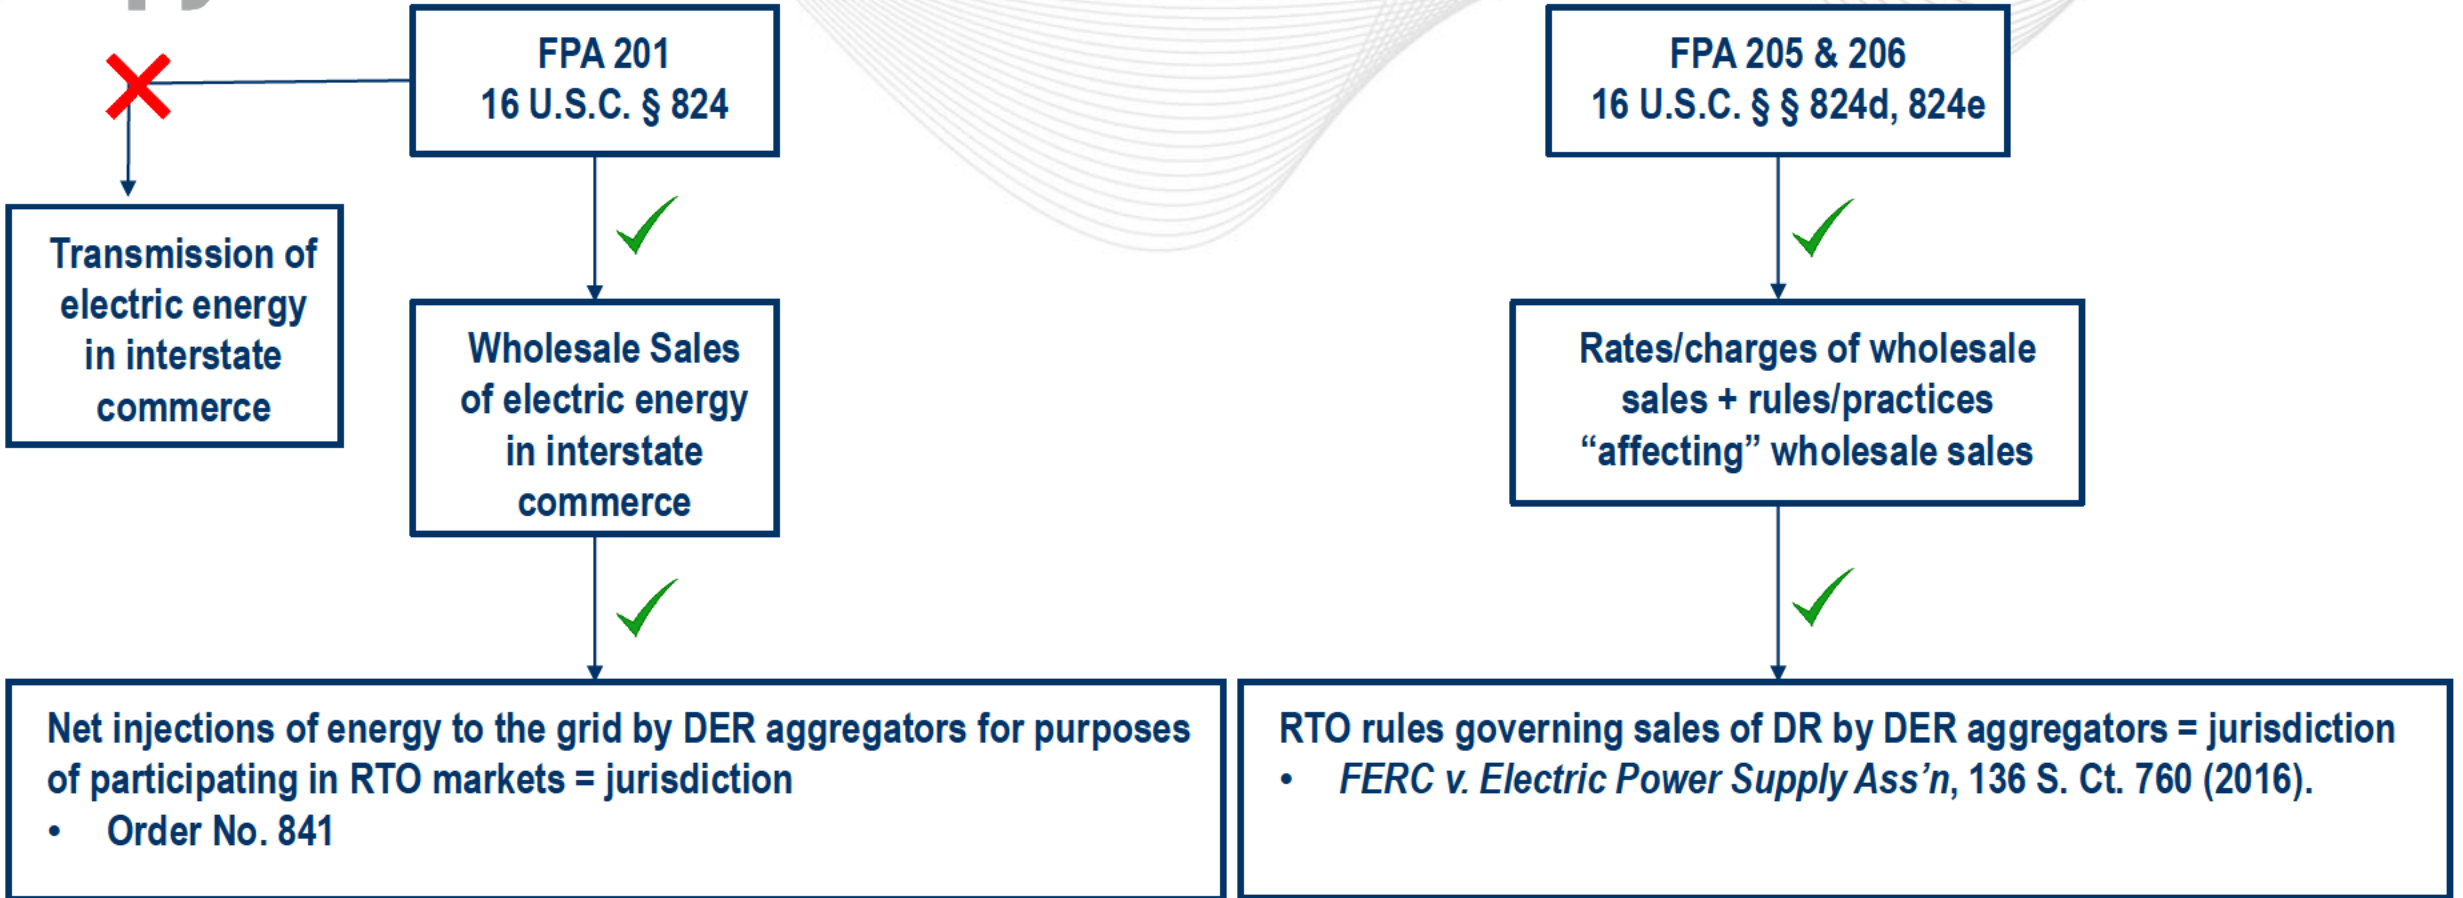 FPA 201
16 U.S.C. § 824
FPA 205 & 206
16 U.S.C. § § 824d, 824e
Transmission of
electric energy
in interstate
commerce
Wholesale Sales
of electric energy
in interstate
commerce
Rates/charges of wholesale
sales + rules/practices
“affecting” wholesale sales
Net injections of energy to the grid by DER aggregators for purposes
of participating in RTO markets = jurisdiction
• Order No. 841
RTO rules governing sales of DR by DER aggregators = jurisdiction
• FERC v. Electric Power Supply Ass’n, 136 S. Ct. 760 (2016).